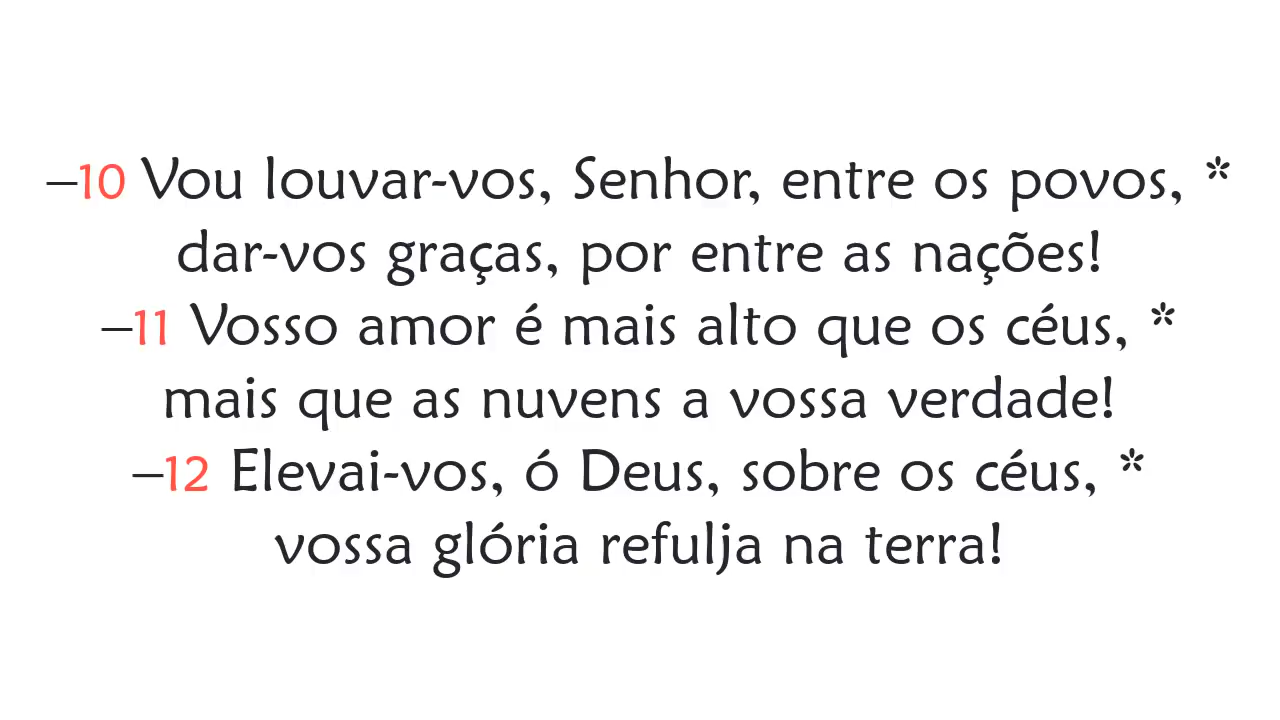 –10 Vou louvar-vos, Senhor, entre os povos, *
dar-vos graças, por entre as nações!
–11 Vosso amor é mais alto que os céus, *
mais que as nuvens a vossa verdade!
–12 Elevai-vos, ó Deus, sobre os céus, *
vossa glória refulja na terra!